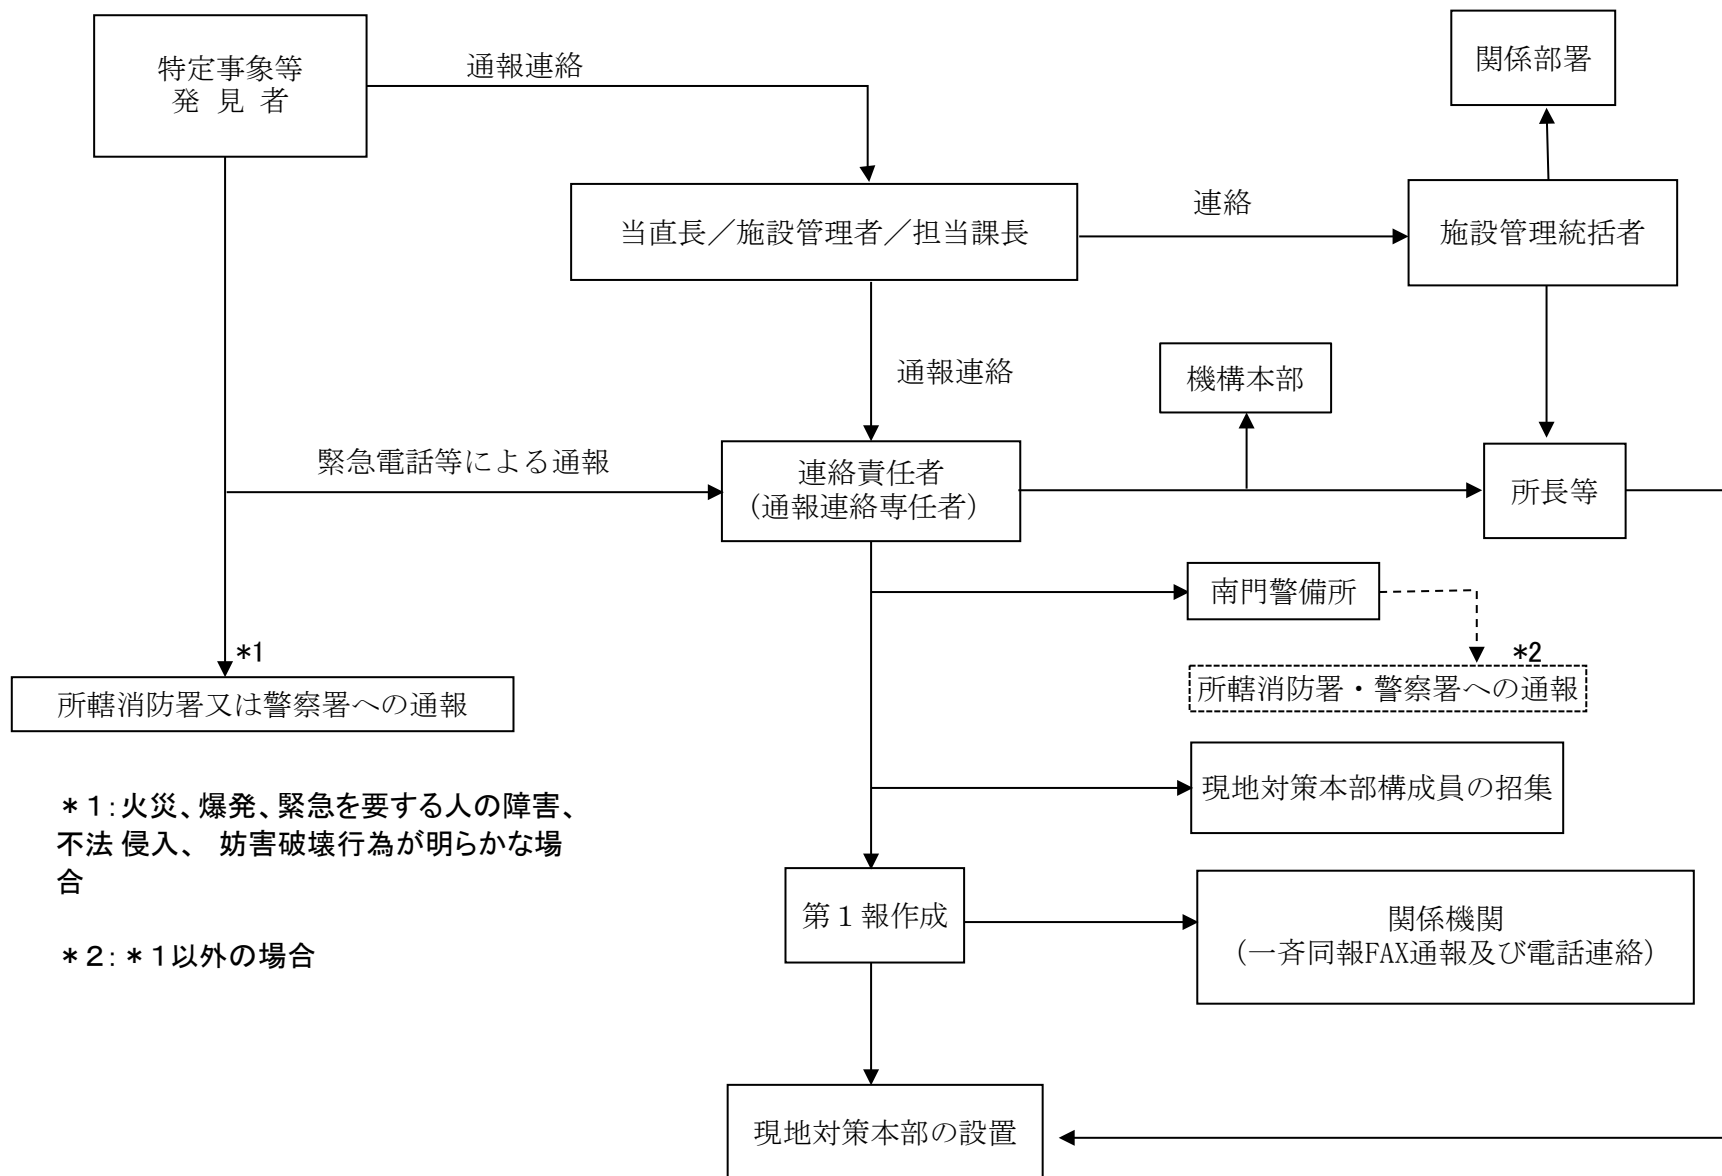 特定事象等
発 見 者
通報連絡
関係部署
当直長／施設管理者／担当課長
連絡
施設管理統括者
通報連絡
機構本部
緊急電話等による通報
連絡責任者
(通報連絡専任者)
所長等
南門警備所
*1
*2
所轄消防署又は警察署への通報
所轄消防署・警察署への通報
現地対策本部構成員の招集
＊１：火災、爆発、緊急を要する人の障害、
不法 侵入、 妨害破壊行為が明らかな場
合
＊２：＊１以外の場合
第１報作成
関係機関
(一斉同報FAX通報及び電話連絡)
現地対策本部の設置